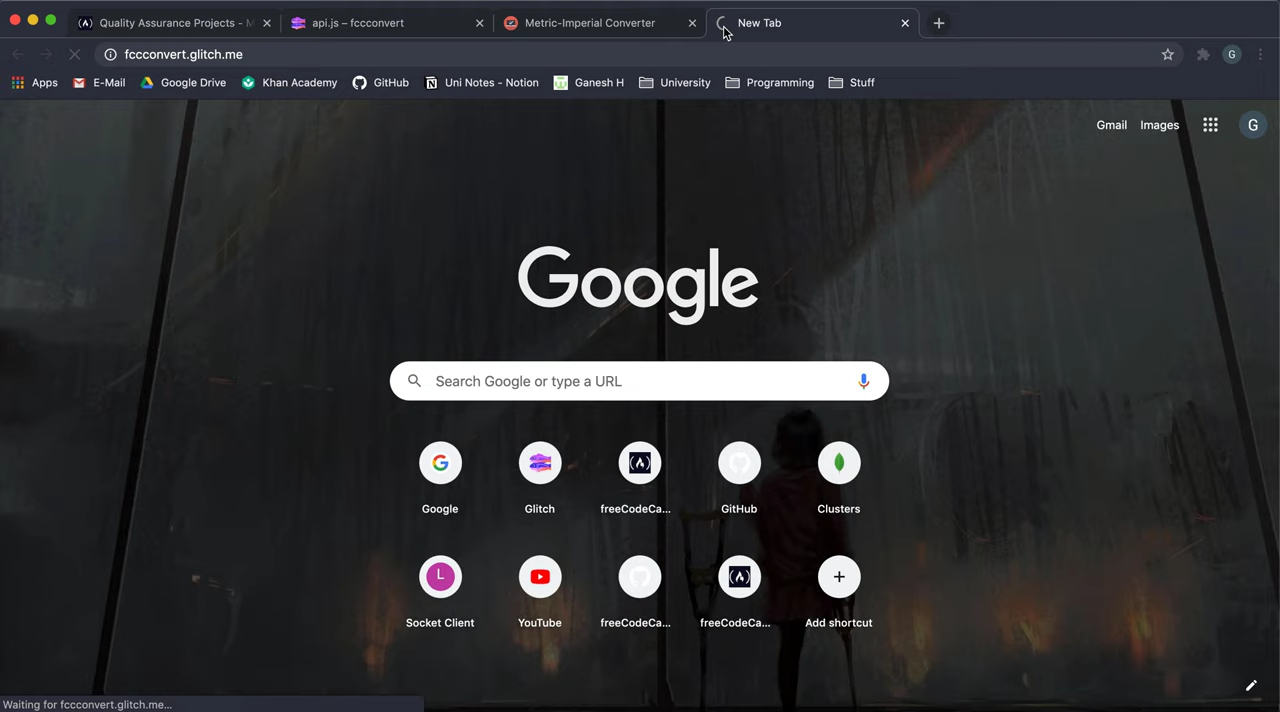 Quality Assurance Projects - M
api.js – fccconvert
Metric-Imperial Converter
New Tab
fccconvert.glitch.me
G
Apps
E-Mail
Google Drive
Khan Academy
GitHub
Uni Notes - Notion
Ganesh H
University
Programming
Stuff
Gmail
Images
G
Google
Search Google or type a URL
Google
Glitch
freeCodeCa...
GitHub
Clusters
L
Socket Client
YouTube
freeCodeCa...
freeCodeCa...
Add shortcut
Waiting for fccconvert.glitch.me...